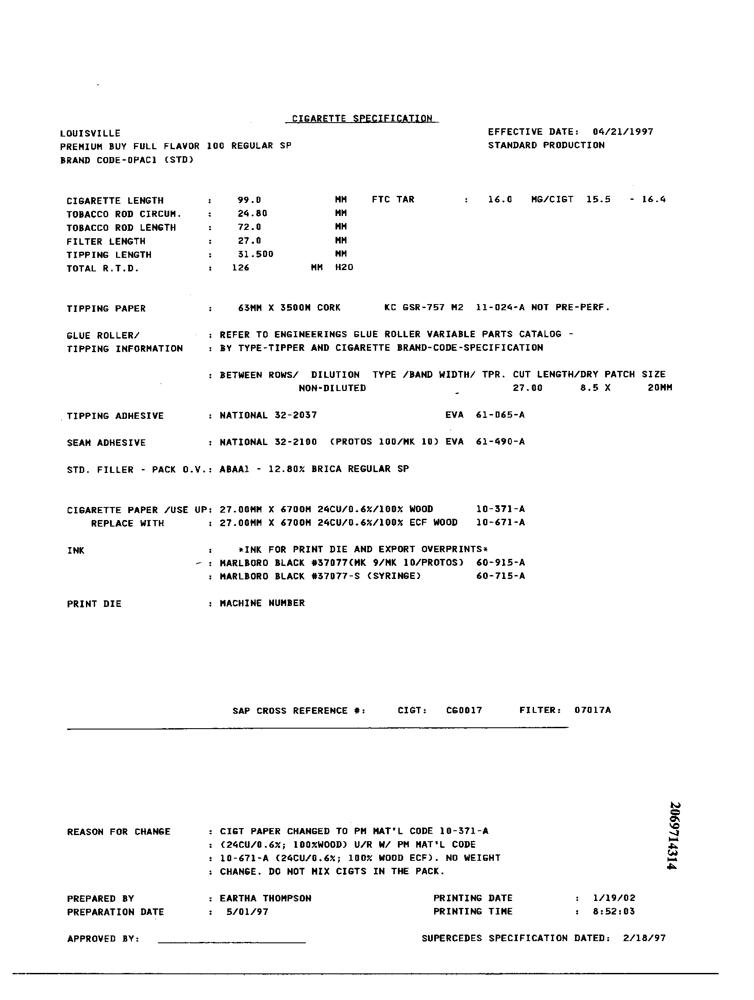 CIGARETTE SPECIFICATION
LOUISVILLE EFFECTIVE DATE: 04/21/1997
PREMIUM BUY FULL FLAVOR 100 REGULAR SP STANDARD PRODUCTION
BRAND CODE-OPAC1 (STD)
CIGARETTE LENGTH : 99.0 MM FTC TAR : 16.0 MG/CIGT 15.5 - 16.4
TOBACCO ROD CIRCUM. : 24.80 MM
TOBACCO ROD LENGTH : 72.0 MM
FILTER LENGTH : 27.0 MM
TIPPING LENGTH : 31.500 MM
TOTAL R.T.D. : 126 MM H2O
TIPPING PAPER : 63MM X 3500M CORK KC GSR-757 M2 11-024-A NOT PRE-PERF.
GLUE ROLLER/ : REFER TO ENGINEERINGS GLUE ROLLER VARIABLE PARTS CATALOG -
TIPPING INFORMATION : BY TYPE-TIPPER AND CIGARETTE BRAND-CODE-SPECIFICATION
: BETWEEN ROWS/ DILUTION TYPE /BAND WIDTH/ TPR. CUT LENGTH/DRY PATCH SIZE
NON-DILUTED 27.00 8.5 X 20MM
TIPPING ADHESIVE : NATIONAL 32-2037 EVA 61-065-A
SEAM ADHESIVE : NATIONAL 32-2100 (PROTOS 100/MK 10) EVA 61-490-A
STD. FILLER - PACK O.V.: ABAA1 - 12.80% BRICA REGULAR SP
CIGARETTE PAPER /USE UP: 27.00MM X 6700M 24CU/0.6%/100% WOOD 10-371-A
REPLACE WITH : 27.00MM X 6700M 24CU/0.6%/100% ECF WOOD 10-671-A
INK : *INK FOR PRINT DIE AND EXPORT OVERPRINTS*
: MARLBORO BLACK #37077(MK 9/MK 10/PROTOS) 60-915-A
: MARLBORO BLACK #37077-S (SYRINGE) 60-715-A
PRINT DIE : MACHINE NUMBER
SAP CROSS REFERENCE #: CIGT: CG0017 FILTER: 07017A
REASON FOR CHANGE : CIGT PAPER CHANGED TO PM MAT'L CODE 10-371-A
: (24CU/0.6%; 100%WOOD) U/R W/ PM MAT'L CODE
: 10-671-A (24CU/0.6%; 100% WOOD ECF). NO WEIGHT
: CHANGE. DO NOT MIX CIGTS IN THE PACK.
PREPARED BY : EARTHA THOMPSON PRINTING DATE : 1/19/02
PREPARATION DATE : 5/01/97 PRINTING TIME : 8:52:03
APPROVED BY: SUPERCEDES SPECIFICATION DATED: 2/18/97
2069714314